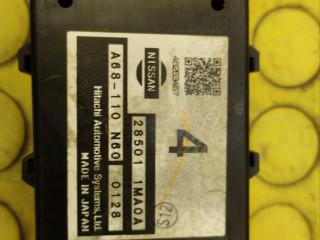 NISSAN
4
28501 1MA0A
A68-110 N60 0128
Hitachi Automotive Systems, Ltd.
MADE IN JAPAN